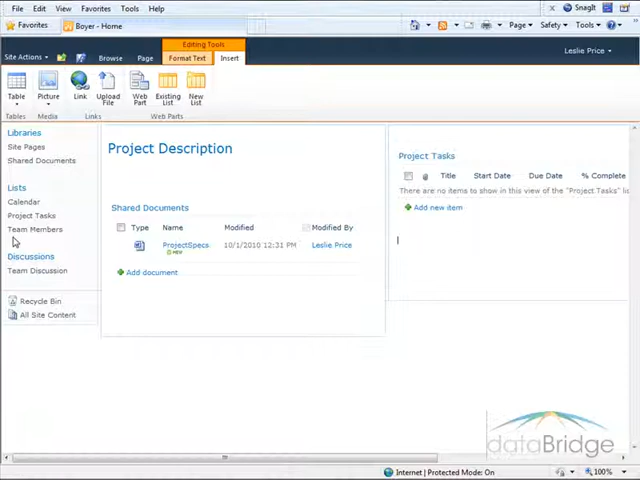 File Edit View Favorites Tools Help
SnagIt
Favorites
Boyer - Home
Page Safety Tools
Editing Tools
Site Actions Browse Page Format Text Insert
Leslie Price
Table Picture Link Upload File Web Part Existing List New List
Tables Media Links Web Parts
Libraries
Site Pages
Shared Documents
Lists
Calendar
Project Tasks
Team Members
Discussions
Team Discussion
Recycle Bin
All Site Content
Project Description
Shared Documents
Type Name Modified Modified By
ProjectSpecs 10/1/2010 12:31 PM Leslie Price
NEW
Add document
Project Tasks
Title Start Date Due Date % Complete
There are no items to show in this view of the "Project Tasks"
Add new item
dataBridge
Internet | Protected Mode: On
100%